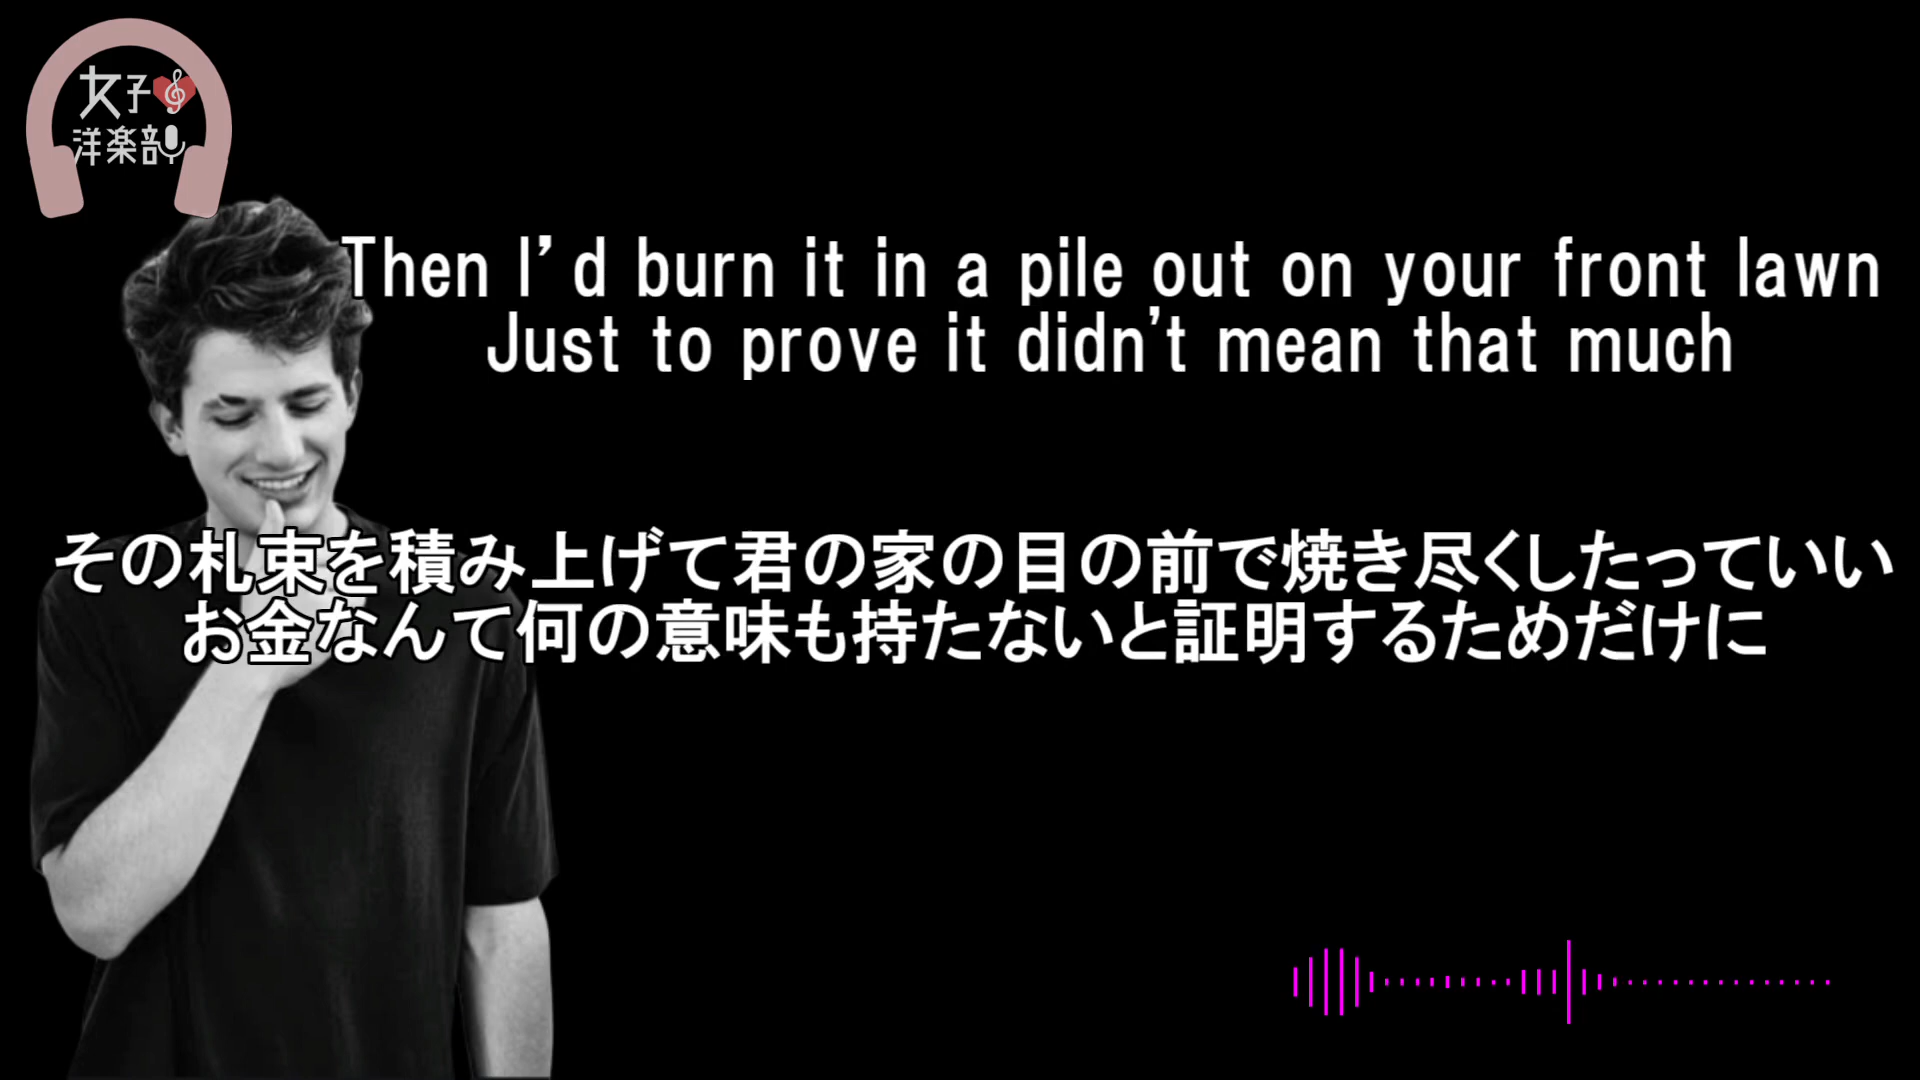 女子
洋楽部
Then I’d burn it in a pile out on your front lawn
Just to prove it didn't mean that much
その札束を積み上げて君の家の目の前で焼き尽くしたっていい
お金なんて何の意味も持たないと証明するためだけに